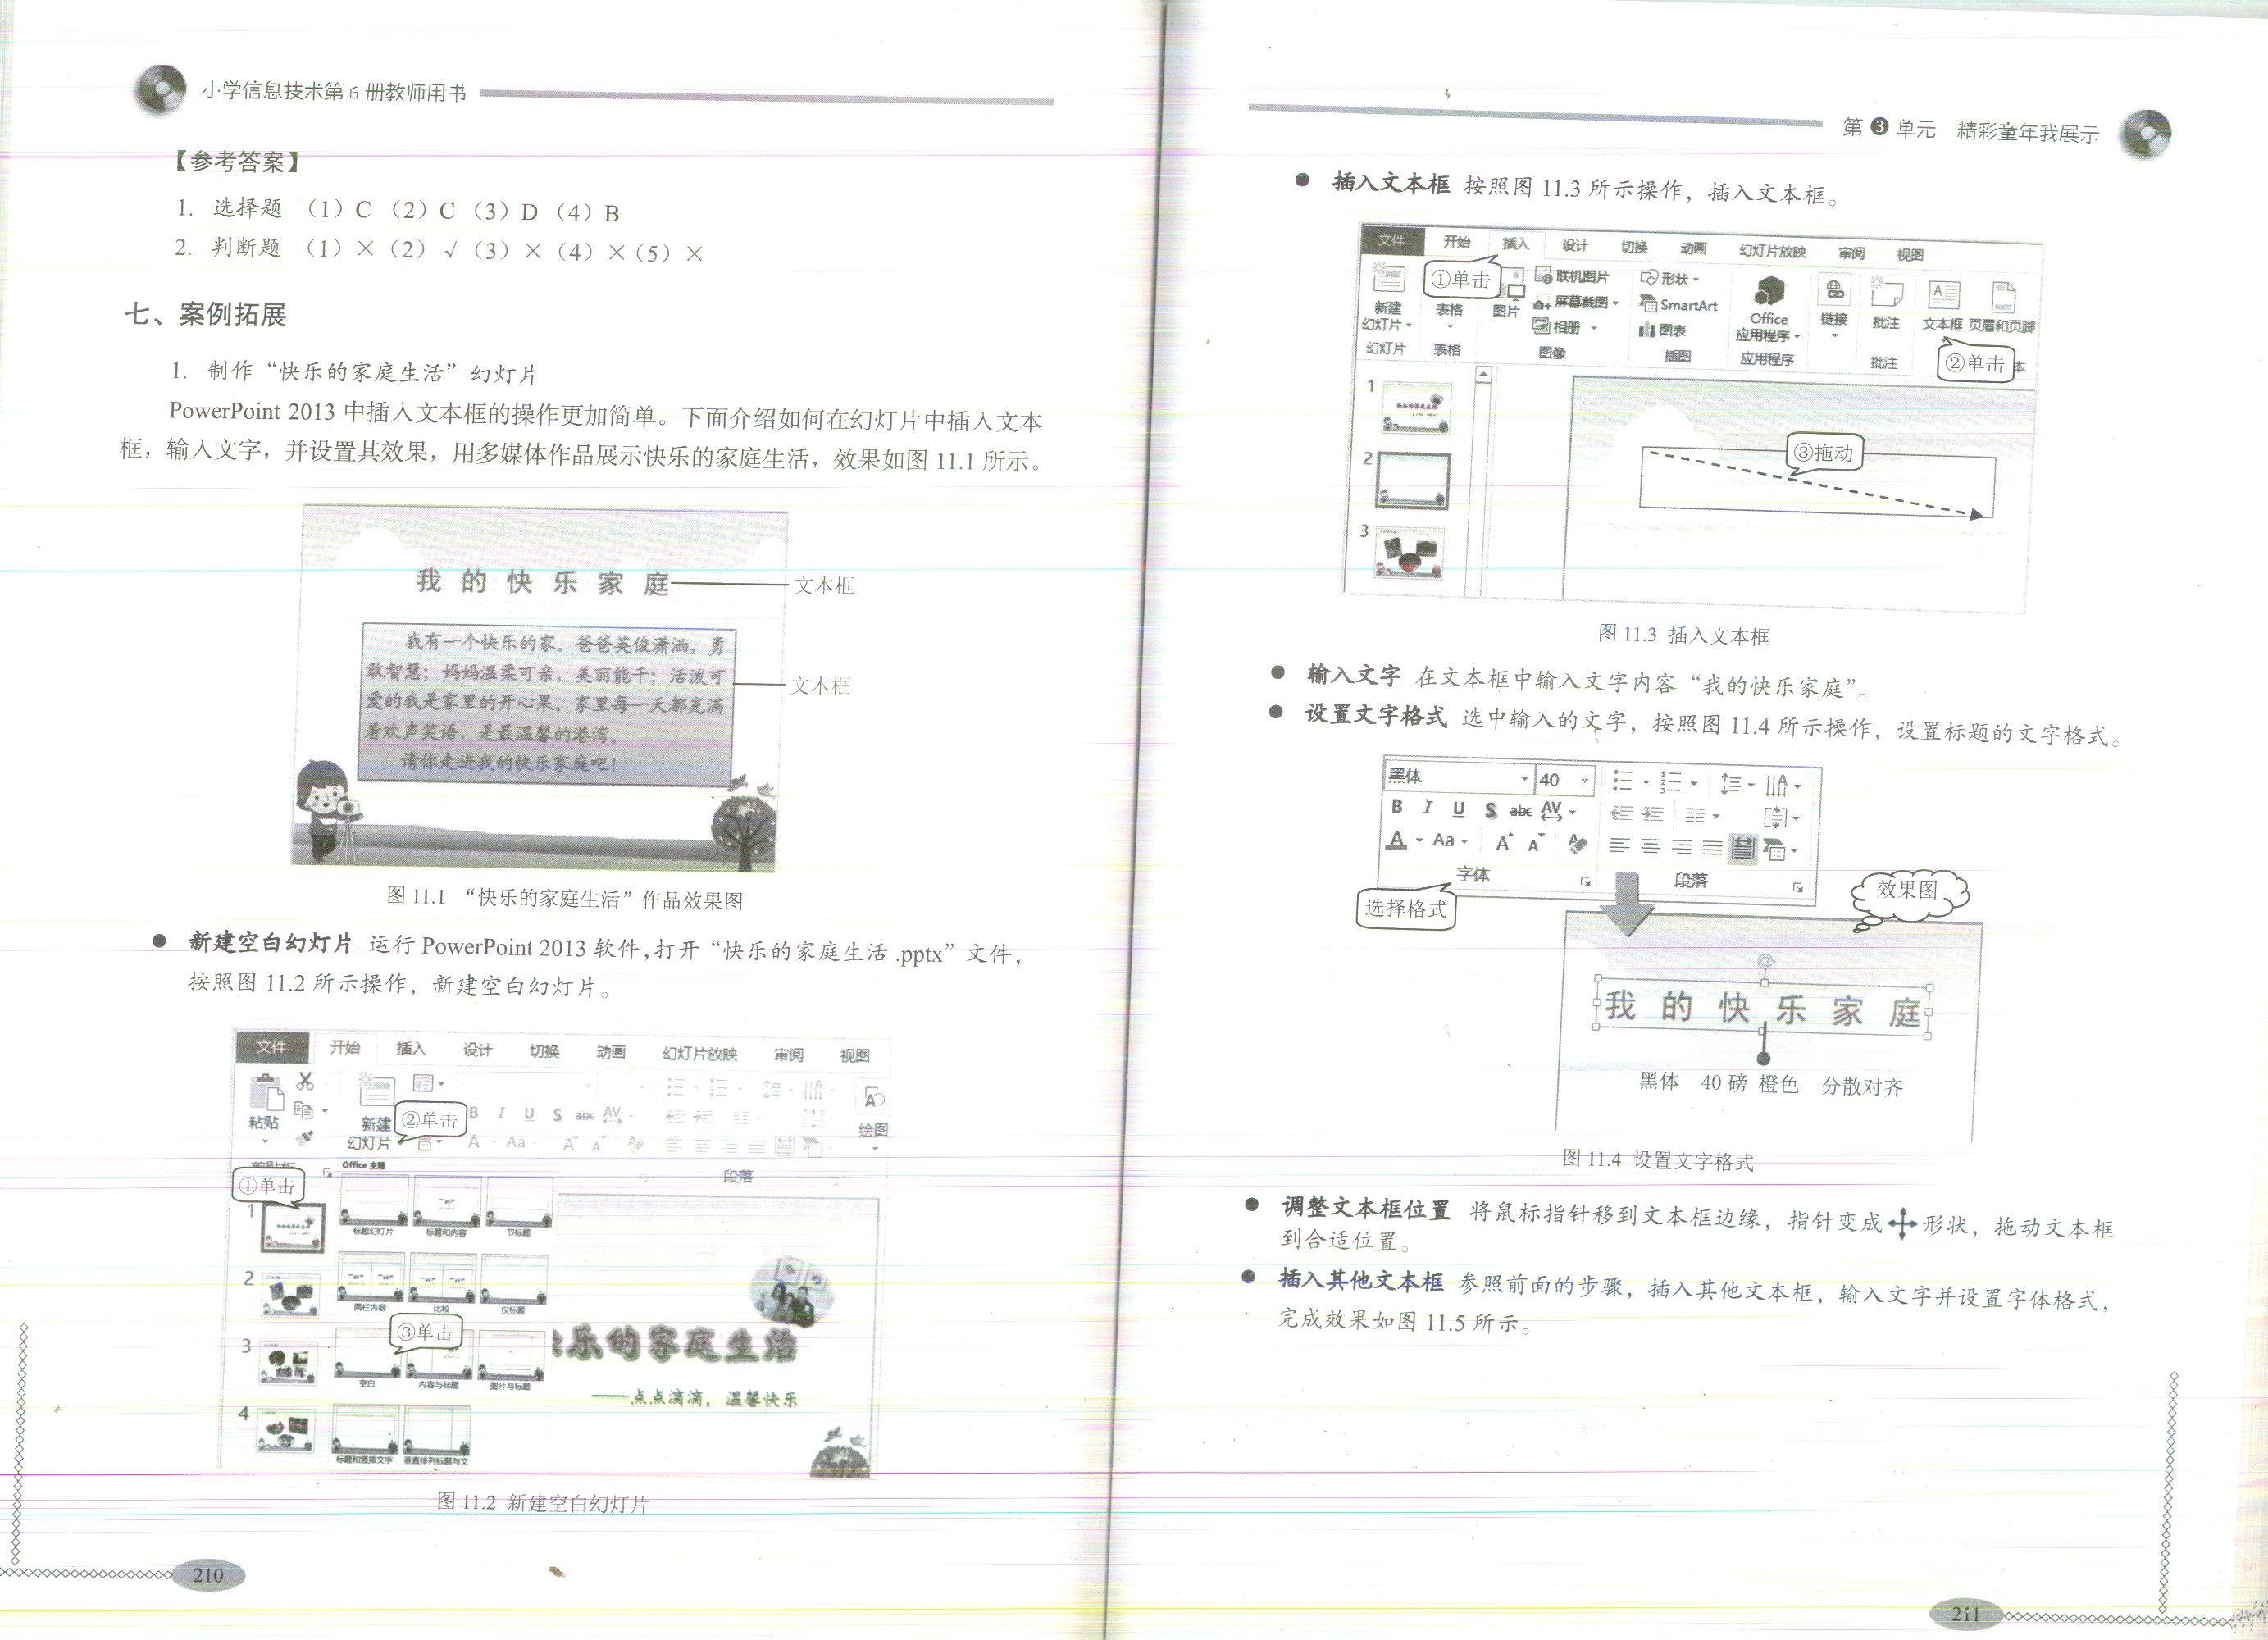 小学信息技术第6册教师用书
【参考答案】
1. 选择题 （1）C （2）C （3）D （4）B
2. 判断题 （1）×（2）√（3）×（4）×（5）×
七、案例拓展
1. 制作“快乐的家庭生活”幻灯片
PowerPoint 2013 中插入文本框的操作更加简单。下面介绍如何在幻灯片中插入文本
框，输入文字，并设置其效果，用多媒体作品展示快乐的家庭生活，效果如图 11.1 所示。
我的快乐家庭
文本框
我有一个快乐的家。爸爸英俊潇洒，勇
敢智慧；妈妈温柔可亲，美丽能干；活泼可
爱的我是家里的开心果。家里每一天都充满
着欢声笑语，是最温馨的港湾。
请你走进我的快乐家庭吧！
文本框
图 11.1 “快乐的家庭生活”作品效果图
● 新建空白幻灯片 运行 PowerPoint 2013 软件，打开“快乐的家庭生活 .pptx”文件，
按照图 11.2 所示操作，新建空白幻灯片。
文件 开始 插入 设计 切换 动画 幻灯片放映 审阅 视图
粘贴 新建 幻灯片 ②单击 B I U S abc AV 绘图
A Aa A A
段落
Office 主题
①单击
1
标题幻灯片 标题和内容 节标题
2
两栏内容 比较 仅标题
③单击
3
空白 内容与标题 图片与标题
4
标题和竖排文字 垂直排列标题与文
快乐的家庭生活
——点点滴滴，温馨快乐
图 11.2 新建空白幻灯片
210
第3单元 精彩童年我展示
● 插入文本框 按照图 11.3 所示操作，插入文本框。
文件 开始 插入 设计 切换 动画 幻灯片放映 审阅 视图
①单击
新建 幻灯片 表格 图片 联机图片 屏幕截图 相册 形状 SmartArt 图表 Office 应用程序 链接 批注 文本框 页眉和页脚
幻灯片 表格 图像 插图 应用程序 批注 ②单击 本
1
2
③拖动
3
图 11.3 插入文本框
● 输入文字 在文本框中输入文字内容“我的快乐家庭”。
● 设置文字格式 选中输入的文字，按照图 11.4 所示操作，设置标题的文字格式。
黑体 40
B I U S abc AV
A Aa A A
字体 段落
选择格式
效果图
我的快乐家庭
黑体 40 磅 橙色 分散对齐
图 11.4 设置文字格式
● 调整文本框位置 将鼠标指针移到文本框边缘，指针变成形状，拖动文本框
到合适位置。
● 插入其他文本框 参照前面的步骤，插入其他文本框，输入文字并设置字体格式，
完成效果如图 11.5 所示。
211